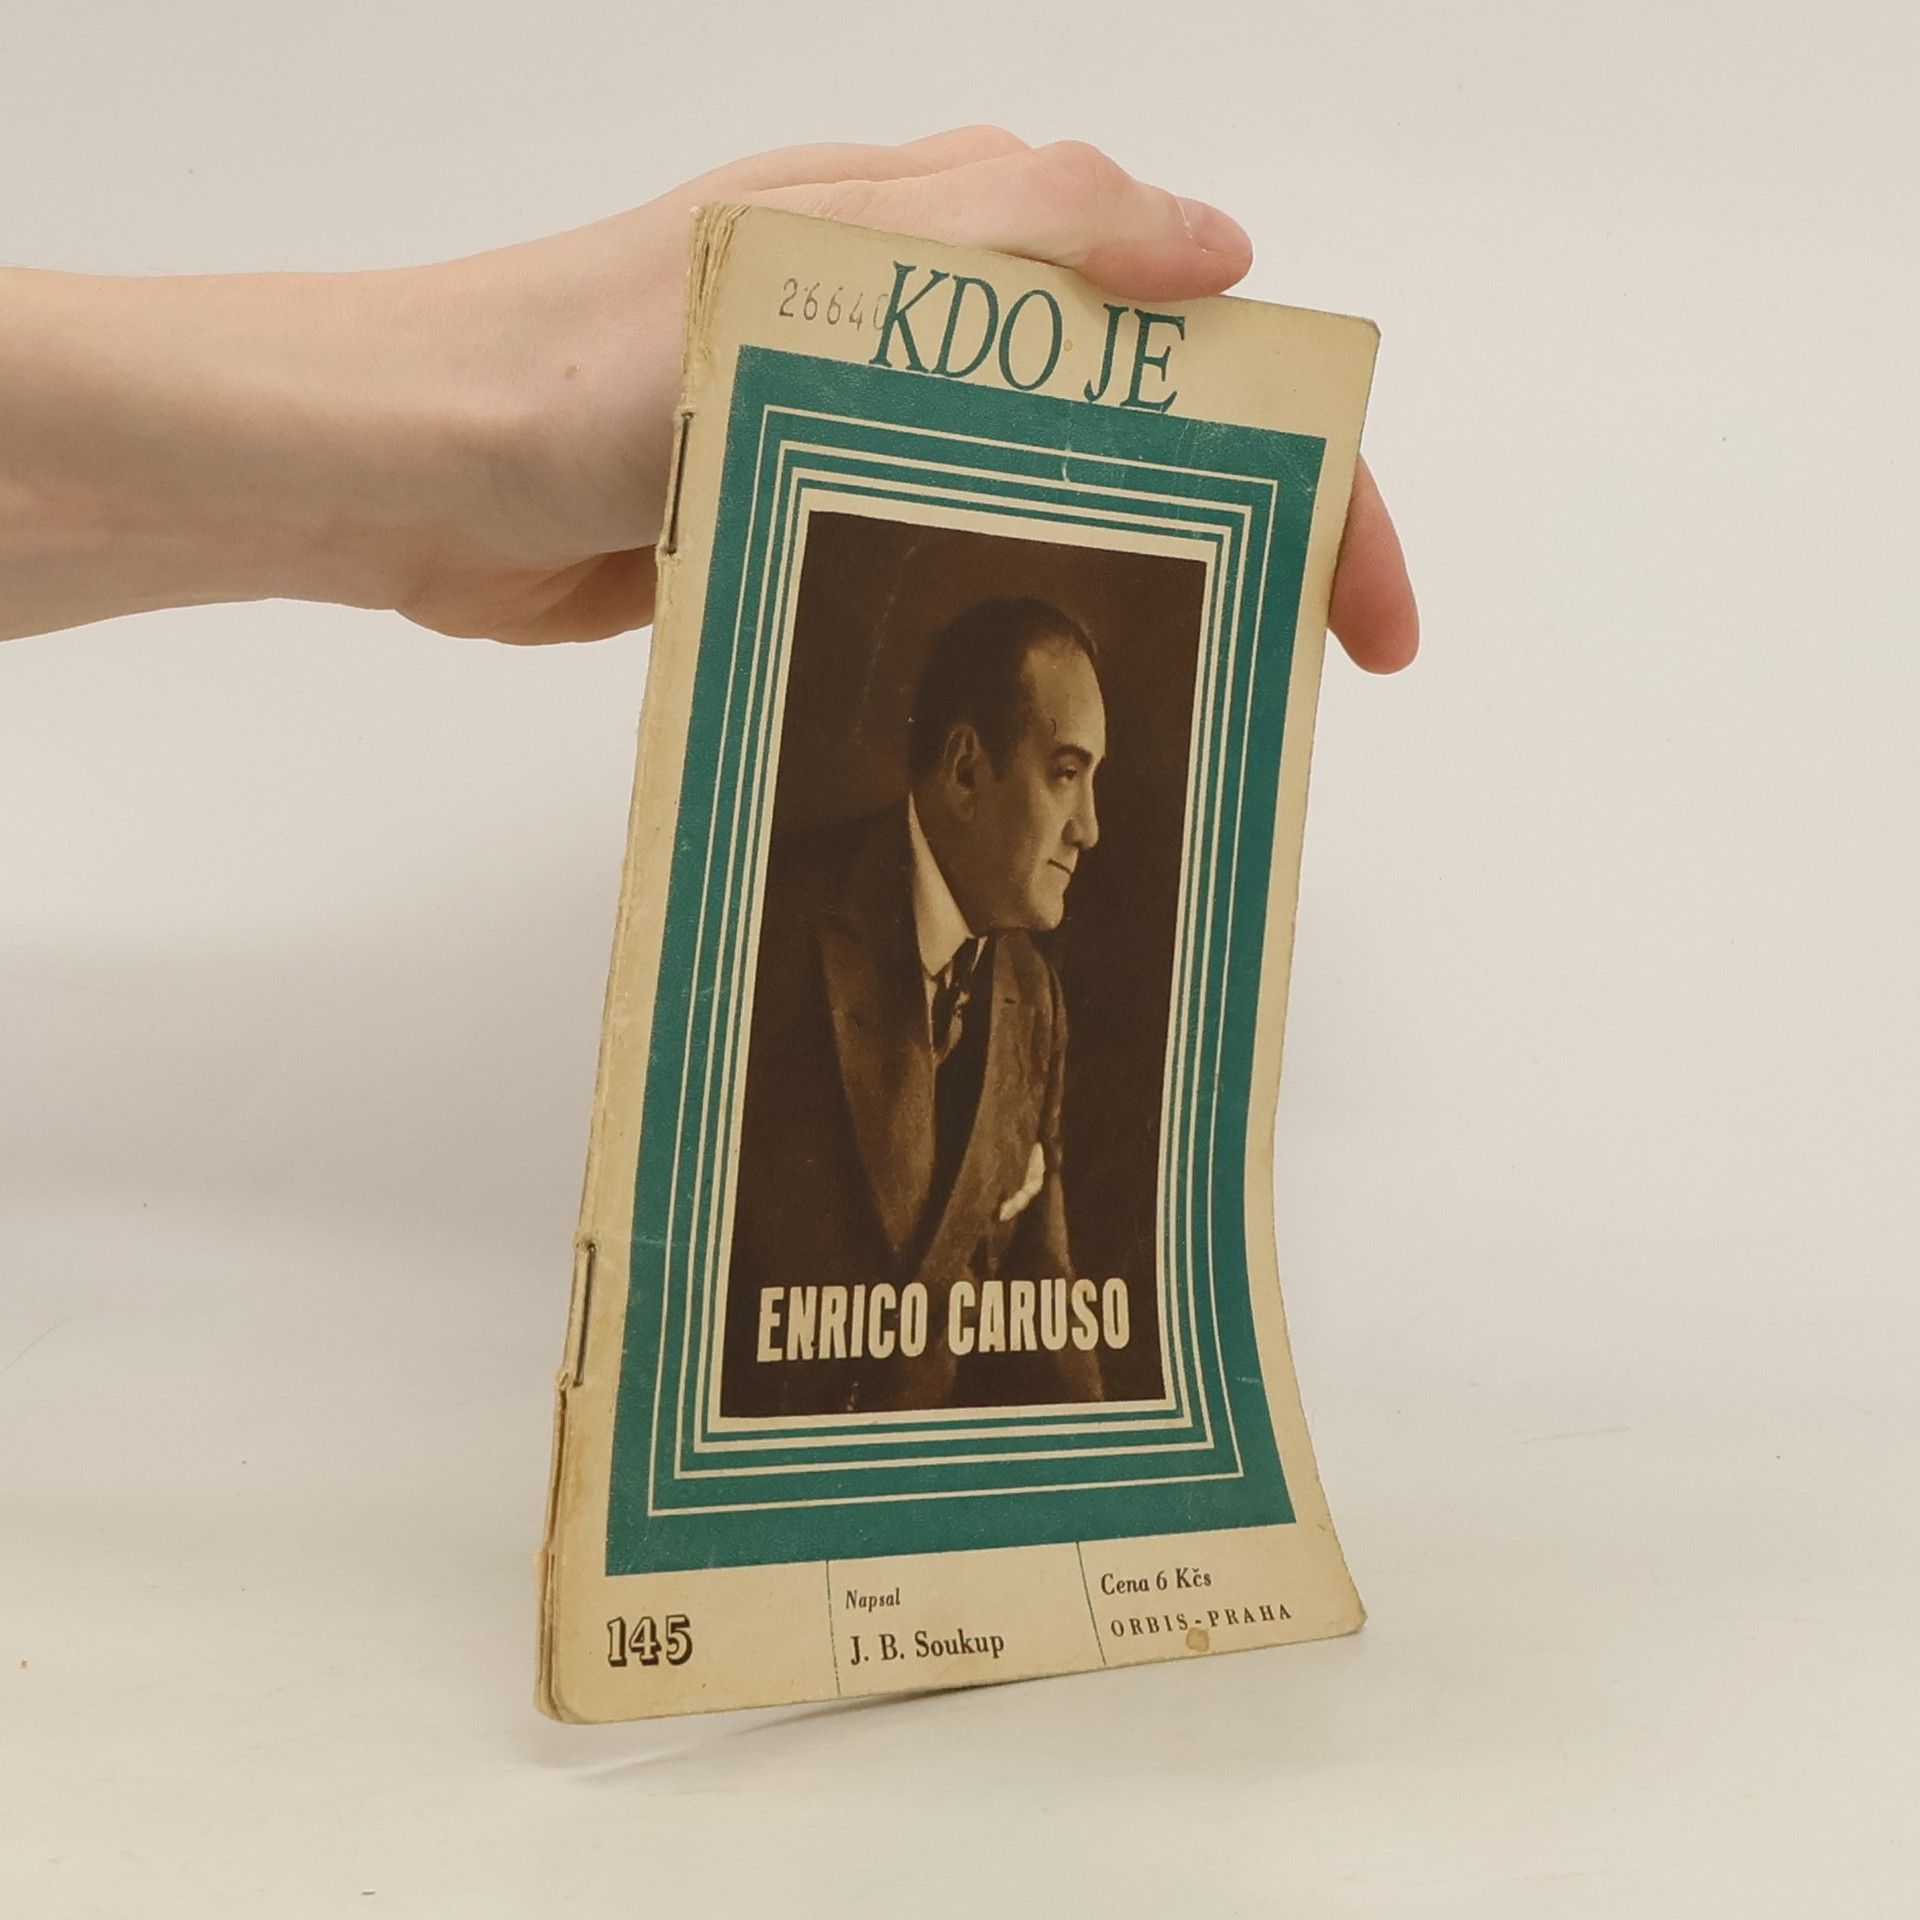 26640
KDO JE
ENRICO CARUSO
145
Napsal
J. B. Soukup
Cena 6 Kčs
ORBIS-PRAHA